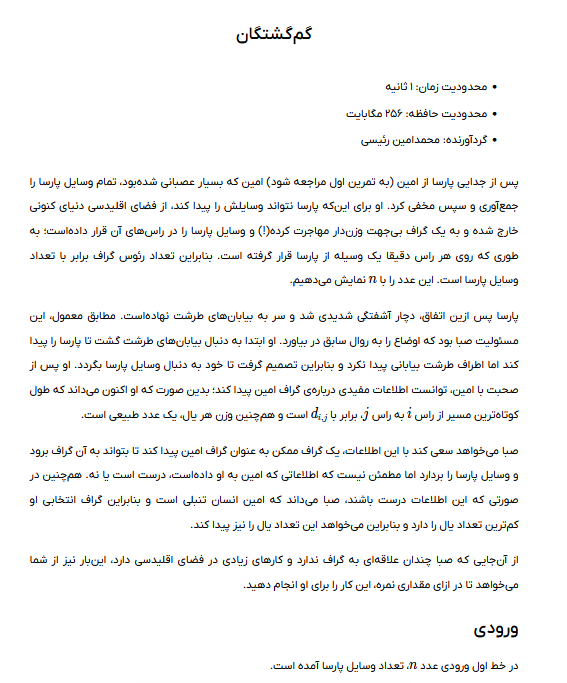 گم‌گشتگان
• محدودیت زمان: ۱ ثانیه
• محدودیت حافظه: ۲۵۶ مگابایت
• گردآورنده: محمدامین رئیسی
پس از جدایی پارسا از امین (به تمرین اول مراجعه شود) امین که بسیار عصبانی شده‌بود، تمام وسایل پارسا را
جمع‌آوری و سپس مخفی کرد. او برای این‌که پارسا نتواند وسایلش را پیدا کند، از فضای اقلیدسی دنیای کنونی
خارج شده و به یک گراف بی‌جهت وزن‌دار مهاجرت کرده(!) و وسایل پارسا را در راس‌های آن قرار داده‌است؛ به
طوری که روی هر راس دقیقا یک وسیله از پارسا قرار گرفته است. بنابراین تعداد رئوس گراف برابر با تعداد
وسایل پارسا است. این عدد را با n نمایش می‌دهیم.
پارسا پس ازین اتفاق، دچار آشفتگی شدیدی شد و سر به بیابان‌های طرشت نهاده‌است. مطابق معمول، این
مسئولیت صبا بود که اوضاع را به روال سابق در بیاورد. او ابتدا به دنبال بیابان‌های طرشت گشت تا پارسا را پیدا
کند اما اطراف طرشت بیابانی پیدا نکرد و بنابراین تصمیم گرفت تا خود به دنبال وسایل پارسا بگردد. او پس از
صحبت با امین، توانست اطلاعات مفیدی درباره‌ی گراف امین پیدا کند؛ بدین صورت که او اکنون می‌داند که طول
کوتاه‌ترین مسیر از راس i به راس j، برابر با d_{i,j} است و هم‌چنین وزن هر یال، یک عدد طبیعی است.
صبا می‌خواهد سعی کند با این اطلاعات، یک گراف ممکن به عنوان گراف امین پیدا کند تا بتواند به آن گراف برود
و وسایل پارسا را بردارد اما مطمئن نیست که اطلاعاتی که امین به او داده‌است، درست است یا نه. هم‌چنین در
صورتی که این اطلاعات درست باشند، صبا می‌داند که امین انسان تنبلی است و بنابراین گراف انتخابی او
کم‌ترین تعداد یال را دارد و بنابراین می‌خواهد این تعداد یال را نیز پیدا کند.
از آن‌جایی که صبا چندان علاقه‌ای به گراف ندارد و کارهای زیادی در فضای اقلیدسی دارد، این‌بار نیز از شما
می‌خواهد تا در ازای مقداری نمره، این کار را برای او انجام دهید.
ورودی
در خط اول ورودی عدد n، تعداد وسایل پارسا آمده است.